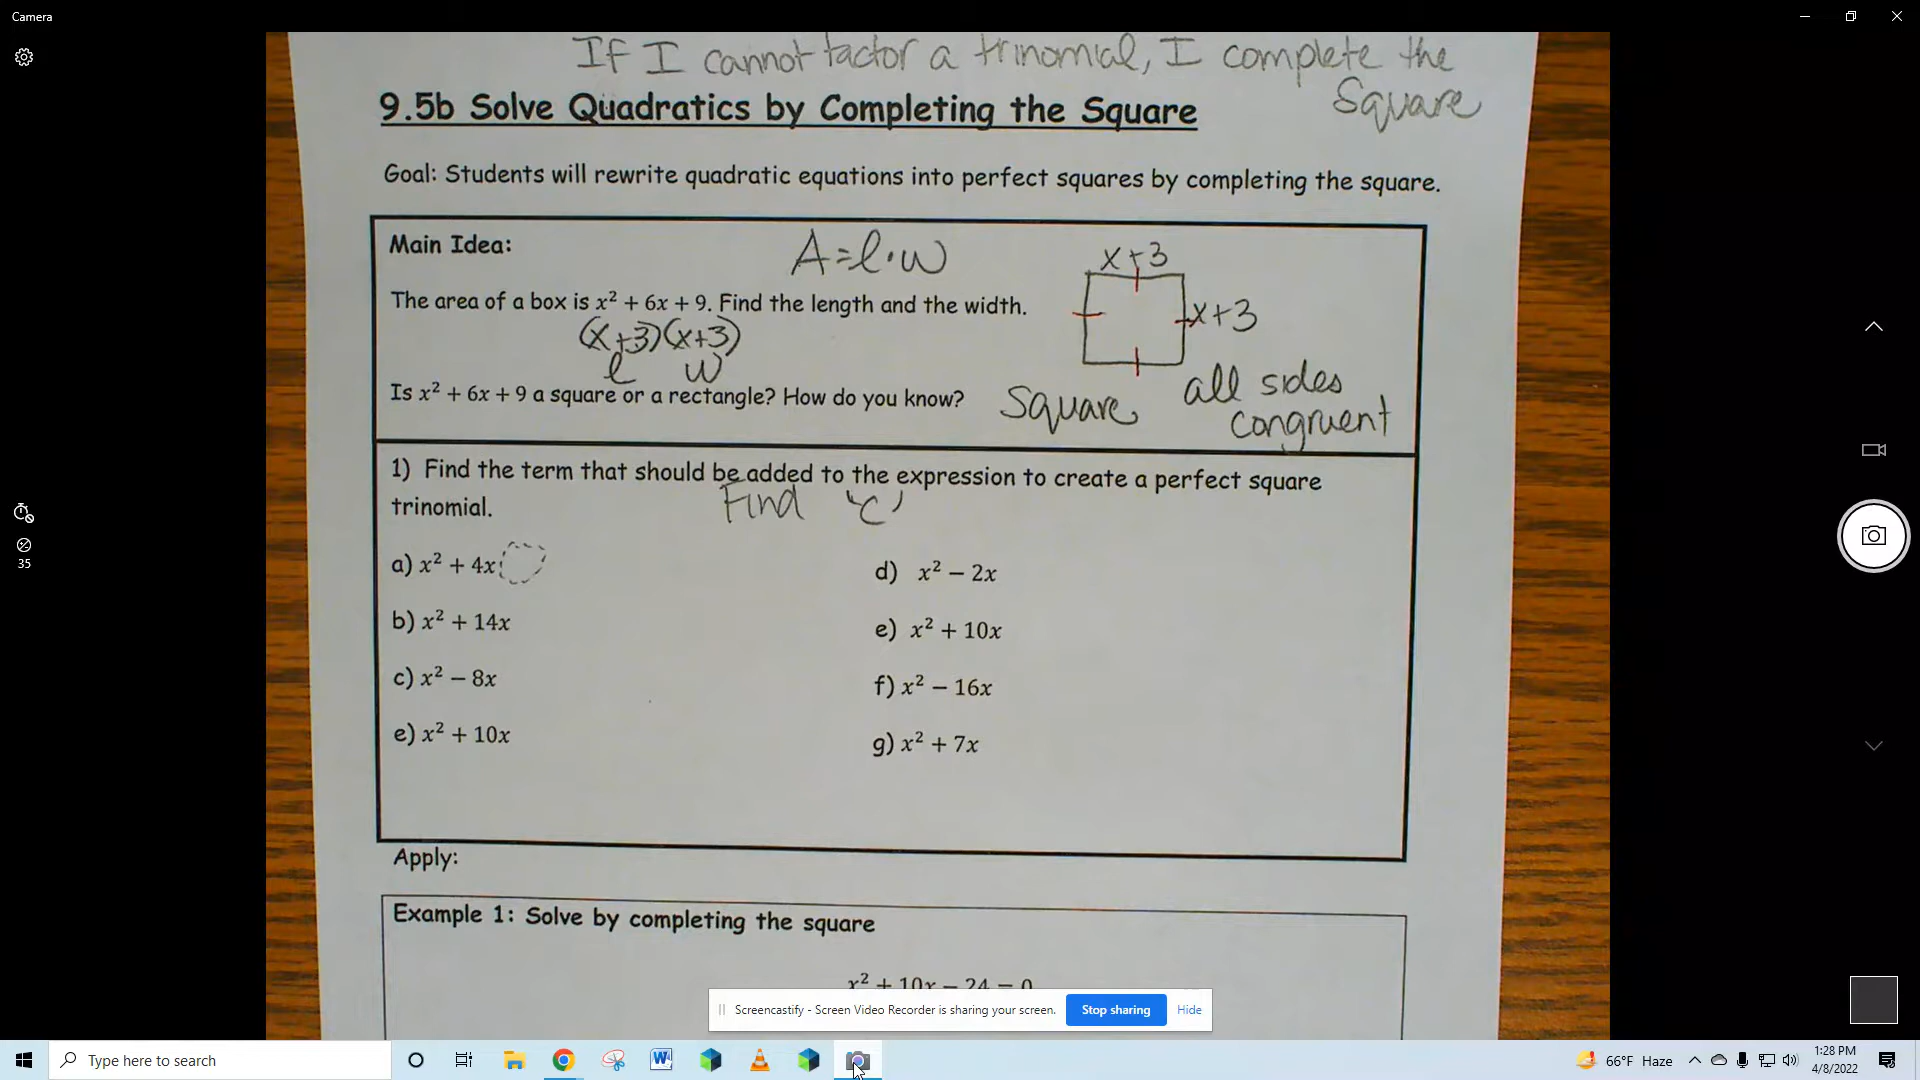 Camera
If I cannot factor a trinomial, I complete the
Square
9.5b Solve Quadratics by Completing the Square
Goal: Students will rewrite quadratic equations into perfect squares by completing the square.
Main Idea:
A=l·w
x+3
The area of a box is x² + 6x + 9. Find the length and the width.
x+3
(x+3)(x+3)
l w
Is x² + 6x + 9 a square or a rectangle? How do you know?
Square
all sides
congruent
1) Find the term that should be added to the expression to create a perfect square
trinomial.
Find "C"
a) x² + 4x
d) x² − 2x
b) x² + 14x
e) x² + 10x
c) x² − 8x
f) x² − 16x
e) x² + 10x
g) x² + 7x
35
Apply:
Example 1: Solve by completing the square
x² + 10x − 24 = 0
Screencastify - Screen Video Recorder is sharing your screen.
Stop sharing
Hide
Type here to search
66°F Haze
1:28 PM
4/8/2022